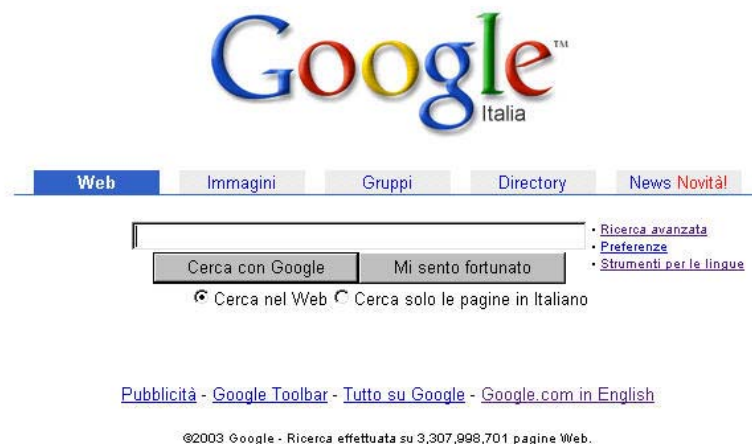 Google™
Italia
Web Immagini Gruppi Directory News Novità!
· Ricerca avanzata
· Preferenze
· Strumenti per le lingue
Cerca con Google Mi sento fortunato
Cerca nel Web Cerca solo le pagine in Italiano
Pubblicità - Google Toolbar - Tutto su Google - Google.com in English
©2003 Google - Ricerca effettuata su 3,307,998,701 pagine Web.